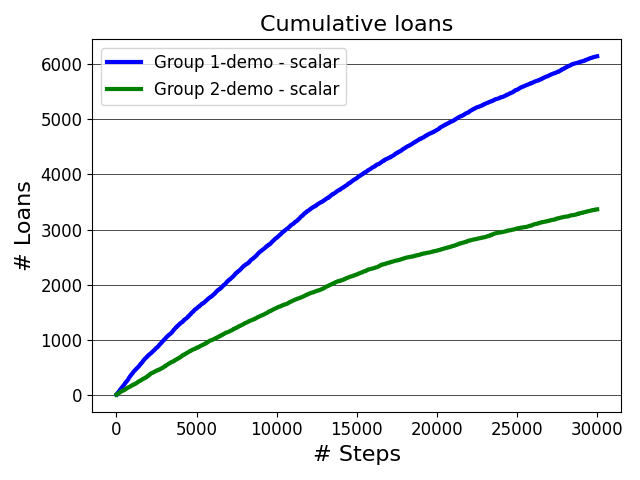 Cumulative loans
Group 1-demo - scalar
Group 2-demo - scalar
# Loans
6000
5000
4000
3000
2000
1000
0
0 5000 10000 15000 20000 25000 30000
# Steps